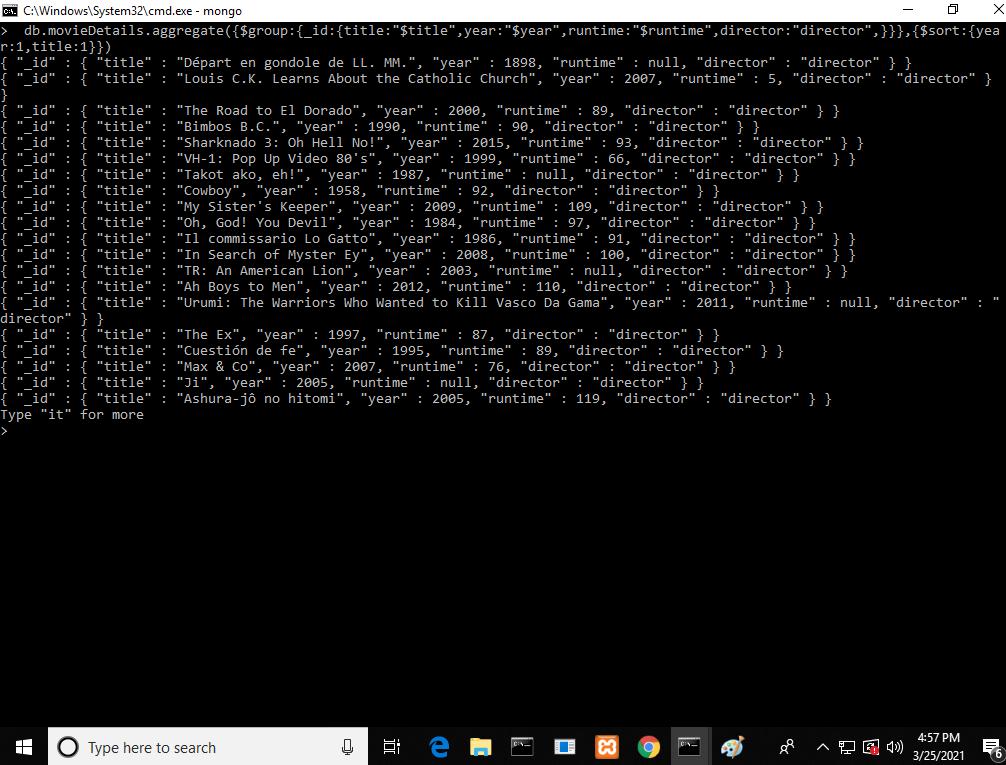 C:\Windows\System32\cmd.exe - mongo
>  db.movieDetails.aggregate({$group:{_id:{title:"$title",year:"$year",runtime:"$runtime",director:"director",}}},{$sort:{yea
r:1,title:1}})
{ "_id" : { "title" : "Départ en gondole de LL. MM.", "year" : 1898, "runtime" : null, "director" : "director" } }
{ "_id" : { "title" : "Louis C.K. Learns About the Catholic Church", "year" : 2007, "runtime" : 5, "director" : "director" }
}
{ "_id" : { "title" : "The Road to El Dorado", "year" : 2000, "runtime" : 89, "director" : "director" } }
{ "_id" : { "title" : "Bimbos B.C.", "year" : 1990, "runtime" : 90, "director" : "director" } }
{ "_id" : { "title" : "Sharknado 3: Oh Hell No!", "year" : 2015, "runtime" : 93, "director" : "director" } }
{ "_id" : { "title" : "VH-1: Pop Up Video 80's", "year" : 1999, "runtime" : 66, "director" : "director" } }
{ "_id" : { "title" : "Takot ako, eh!", "year" : 1987, "runtime" : null, "director" : "director" } }
{ "_id" : { "title" : "Cowboy", "year" : 1958, "runtime" : 92, "director" : "director" } }
{ "_id" : { "title" : "My Sister's Keeper", "year" : 2009, "runtime" : 109, "director" : "director" } }
{ "_id" : { "title" : "Oh, God! You Devil", "year" : 1984, "runtime" : 97, "director" : "director" } }
{ "_id" : { "title" : "Il commissario Lo Gatto", "year" : 1986, "runtime" : 91, "director" : "director" } }
{ "_id" : { "title" : "In Search of Myster Ey", "year" : 2008, "runtime" : 100, "director" : "director" } }
{ "_id" : { "title" : "TR: An American Lion", "year" : 2003, "runtime" : null, "director" : "director" } }
{ "_id" : { "title" : "Ah Boys to Men", "year" : 2012, "runtime" : 110, "director" : "director" } }
{ "_id" : { "title" : "Urumi: The Warriors Who Wanted to Kill Vasco Da Gama", "year" : 2011, "runtime" : null, "director" : "
director" } }
{ "_id" : { "title" : "The Ex", "year" : 1997, "runtime" : 87, "director" : "director" } }
{ "_id" : { "title" : "Cuestión de fe", "year" : 1995, "runtime" : 89, "director" : "director" } }
{ "_id" : { "title" : "Max & Co", "year" : 2007, "runtime" : 76, "director" : "director" } }
{ "_id" : { "title" : "Ji", "year" : 2005, "runtime" : null, "director" : "director" } }
{ "_id" : { "title" : "Ashura-jô no hitomi", "year" : 2005, "runtime" : 119, "director" : "director" } }
Type "it" for more
>
Type here to search
4:57 PM
3/25/2021
6